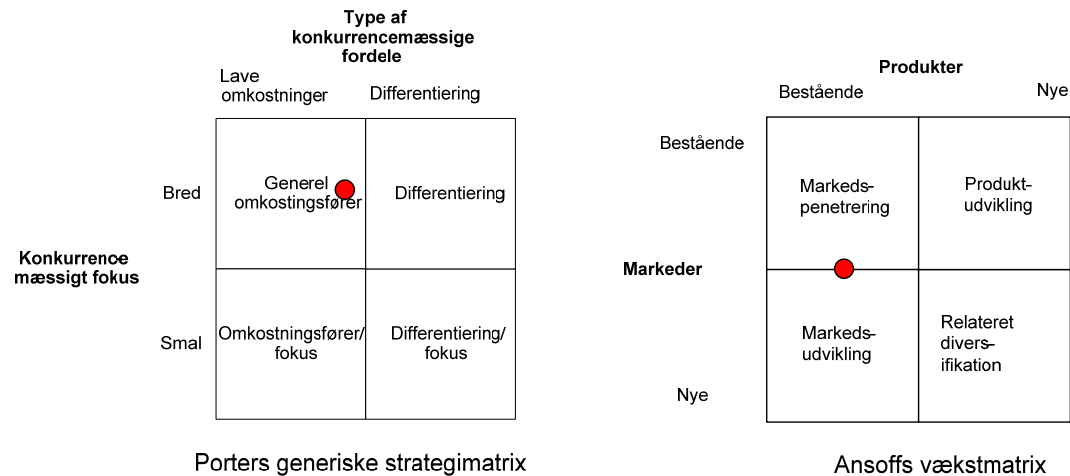 Type af
konkurrencemæssige
fordele
Lave
omkostninger
Differentiering
Bred
Generel
omkostingsfører
Differentiering
Konkurrence
mæssigt fokus
Smal
Omkostningsfører/
fokus
Differentiering/
fokus
Porters generiske strategimatrix
Produkter
Bestående
Nye
Bestående
Markeds-
penetrering
Produkt-
udvikling
Markeder
Markeds-
udvikling
Relateret
divers-
ifikation
Nye
Ansoffs vækstmatrix